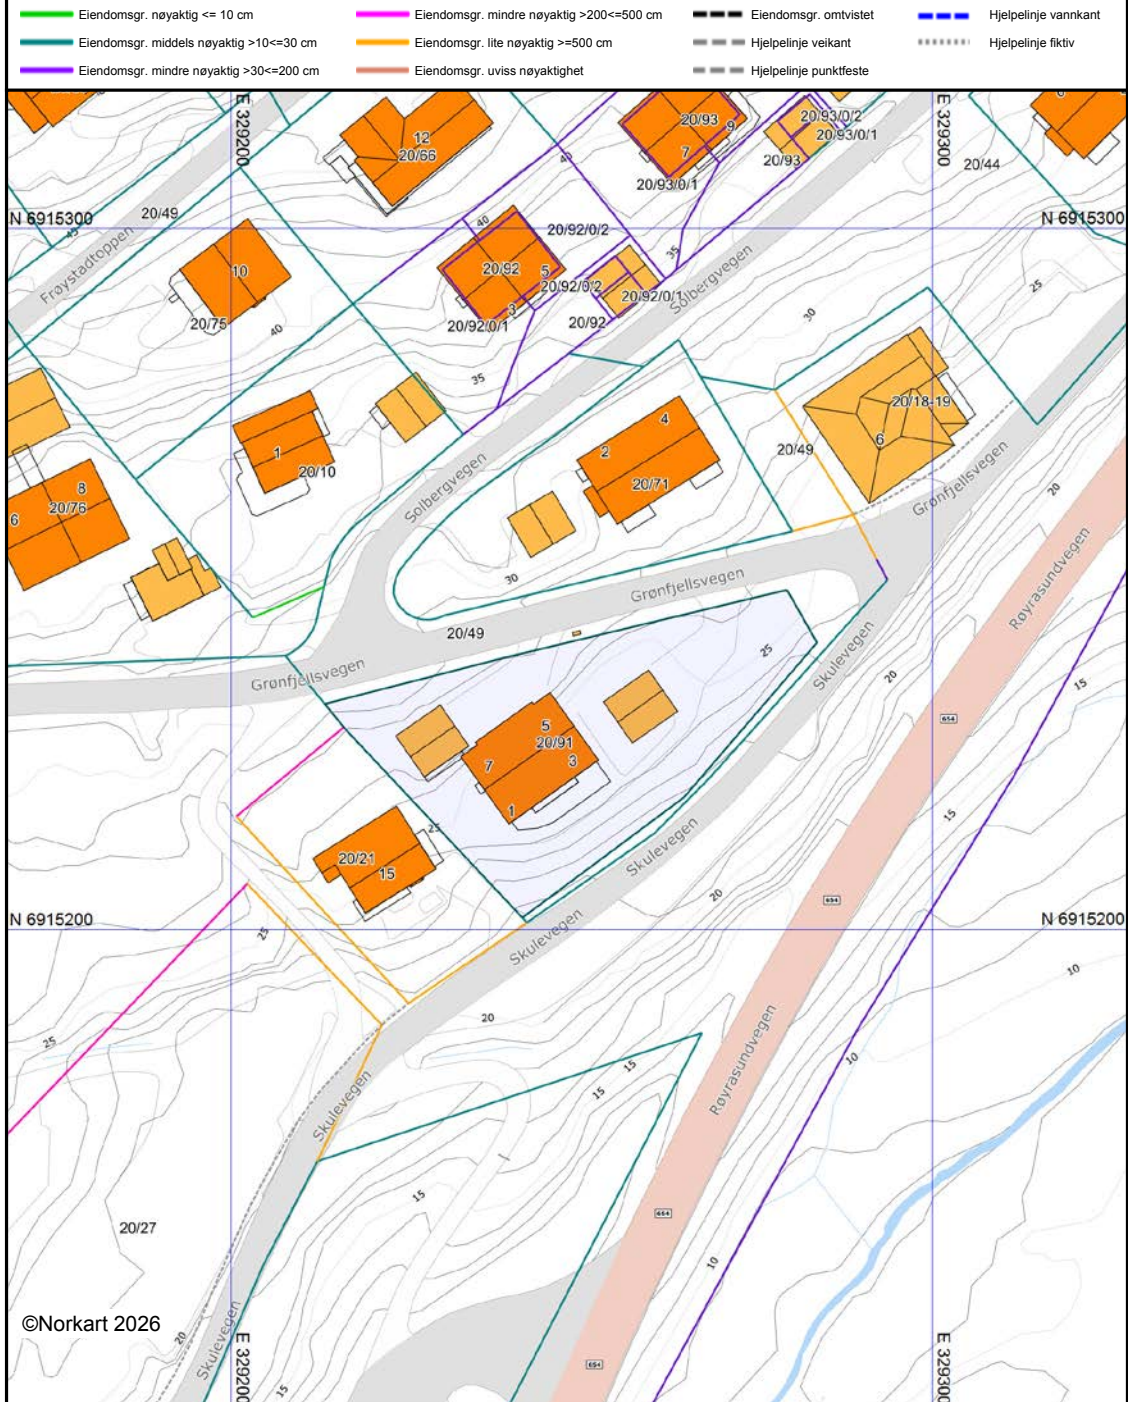 Eiendomsgr. nøyaktig <= 10 cm
Eiendomsgr. mindre nøyaktig >200<=500 cm
Eiendomsgr. omtvistet
Hjelpelinje vannkant
Eiendomsgr. middels nøyaktig >10<=30 cm
Eiendomsgr. lite nøyaktig >=500 cm
Hjelpelinje veikant
Hjelpelinje fiktiv
Eiendomsgr. mindre nøyaktig >30<=200 cm
Eiendomsgr. uviss nøyaktighet
Hjelpelinje punktfeste
E 329200
E 329300
12
20/66
40
20/93
9
7
20/93/0/2
20/93/0/1
20/93
20/93/0/1
20/44
N 6915300
20/49
45
Frøystadtoppen
40
20/92/0/2
N 6915300
10
20/75
40
20/92
5
3
20/92/0/1
20/92/0/2
20/92/0/1
20/92
35
Solbergvegen
25
30
35
1
20/10
8
20/76
6
Solbergvegen
4
2
20/71
20/49
20/18-19
6
Grønfjellsvegen
20
Røyrasundvegen
30
Grønfjellsvegen
20/49
Grønfjellsvegen
25
Skulevegen
20
15
654
5
20/91
7
3
1
25
20/21
15
Skulevegen
15
20
654
N 6915200
N 6915200
25
Skulevegen
10
20
25
Røyrasundvegen
10
15
15
Skulevegen
15
654
20/27
10
©Norkart 2026
20
Skulevegen
E 329200
E 329300
654
15